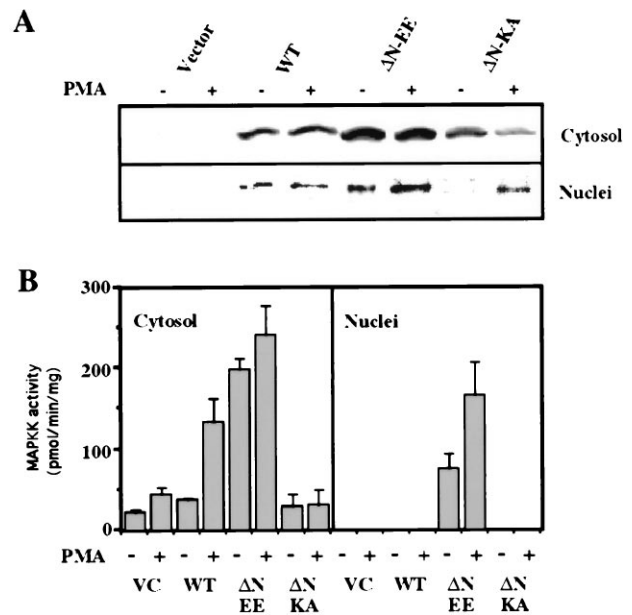 A
Vector WT ΔN-EE ΔN-KA
PMA - + - + - + - +
Cytosol
Nuclei
B
300
200
100
0
MAPKK activity
(pmol/min/mg)
Cytosol Nuclei
PMA - + - + - + - + - + - + - + - +
VC WT ΔN ΔN VC WT ΔN ΔN
EE KA EE KA